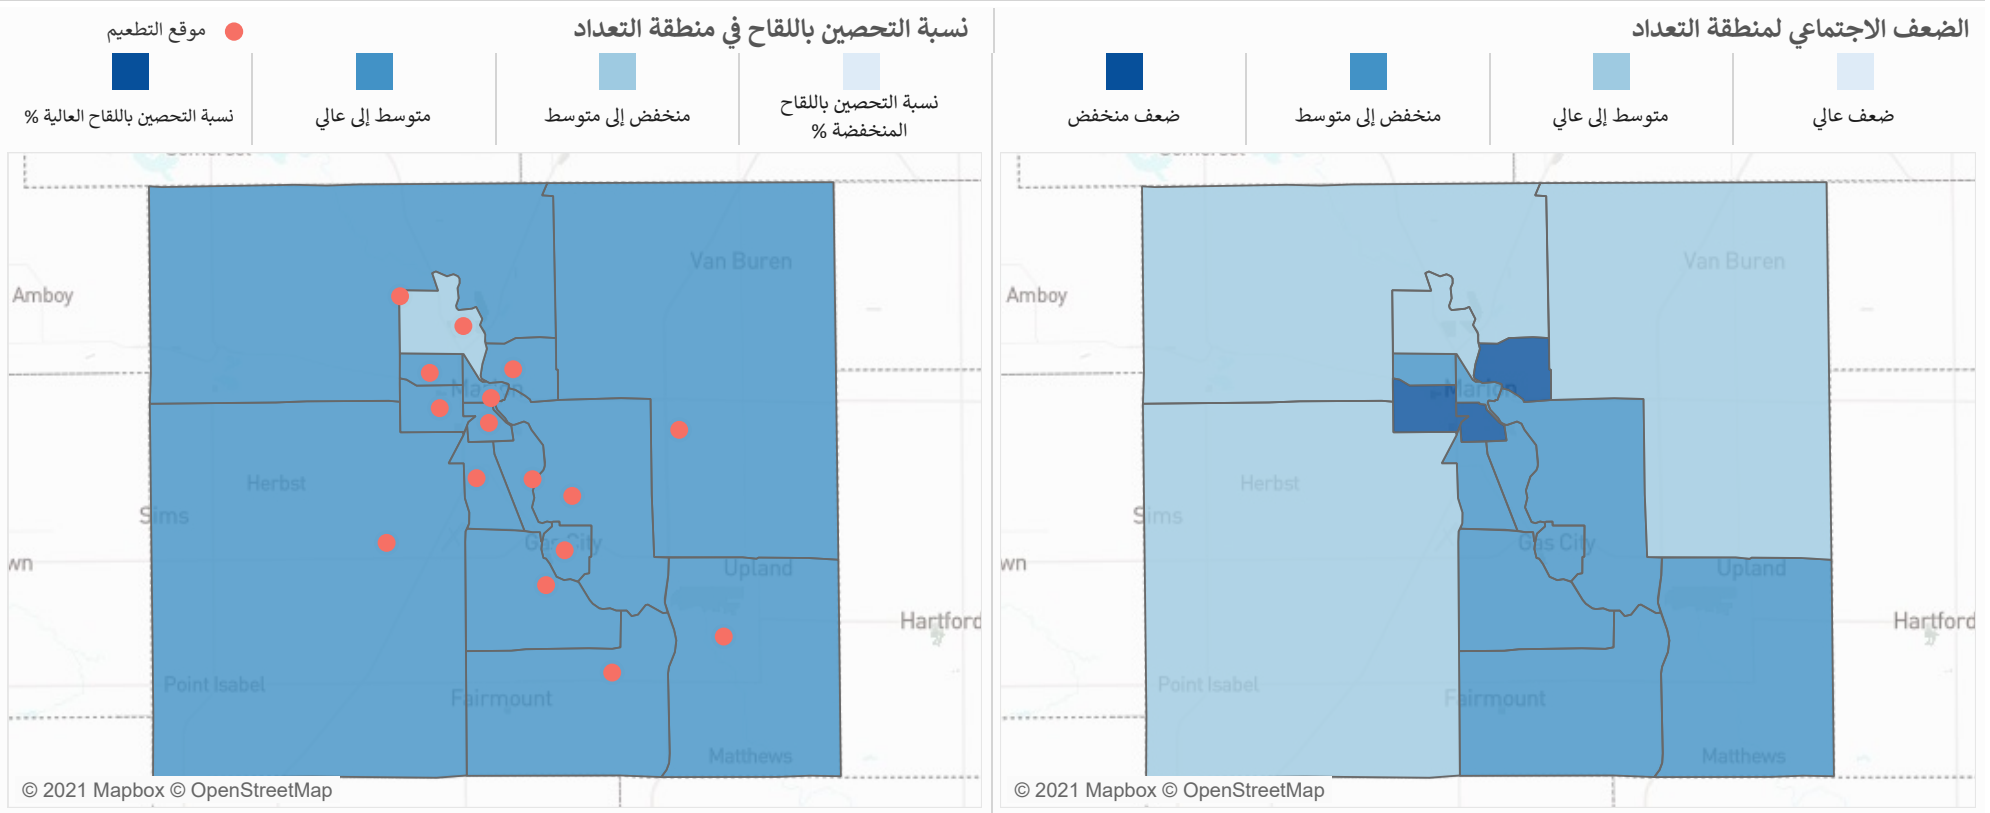 الضعف الاجتماعي لمنطقة التعداد
ضعف عالي
متوسط إلى عالي
منخفض إلى متوسط
ضعف منخفض
Amboy
Van Buren
Marion
Herbst
Sims
wn
Gas City
Upland
Hartford
Point Isabel
Fairmount
Matthews
© 2021 Mapbox © OpenStreetMap
نسبة التحصين باللقاح في منطقة التعداد
موقع التطعيم
نسبة التحصين باللقاح
المنخفضة %
منخفض إلى متوسط
متوسط إلى عالي
نسبة التحصين باللقاح العالية %
Amboy
Van Buren
Marion
Herbst
Sims
wn
Gas City
Upland
Hartford
Point Isabel
Fairmount
Matthews
© 2021 Mapbox © OpenStreetMap